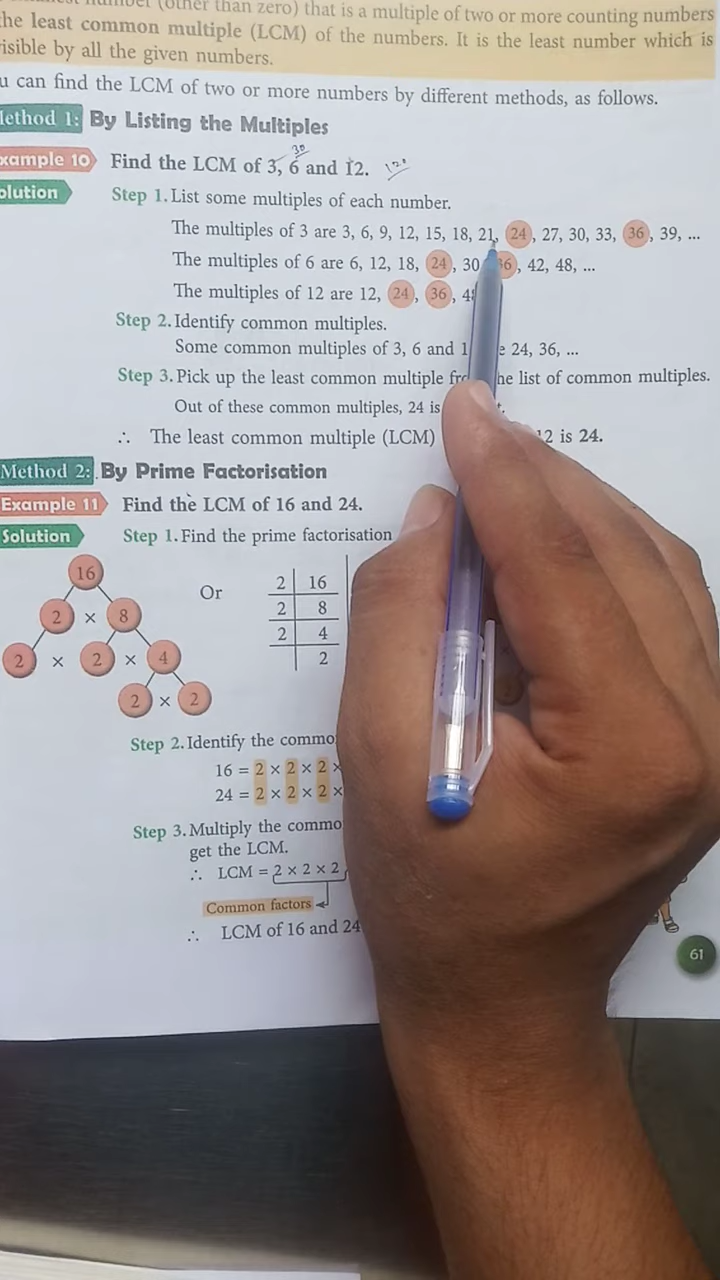 (other than zero) that is a multiple of two or more counting numbers
the least common multiple (LCM) of the numbers. It is the least number which is
by all the given numbers.
can find the LCM of two or more numbers by different methods, as follows.
1: By Listing the Multiples
10 Find the LCM of 3, 6 and 12.
Step 1. List some multiples of each number.
The multiples of 3 are 3, 6, 9, 12, 15, 18, 21, 24, 27, 30, 33, 36, 39, ...
The multiples of 6 are 6, 12, 18, 24, 30 36, 42, 48, ...
The multiples of 12 are 12, 24, 36,
Step 2. Identify common multiples.
Some common multiples of 3, 6 and 24, 36, ...
Step 3. Pick up the least common multiple the list of common multiples.
Out of these common multiples, 24 is
∴ The least common multiple (LCM) 12 is 24.
Method 2: By Prime Factorisation
Example 11 Find the LCM of 16 and 24.
Solution Step 1. Find the prime factorisation
16
2 × 8
2 × 2 × 4
2 × 2
Or
2 16
2 8
2 4
2
Step 2. Identify the
16 = 2 × 2 × 2 ×
24 = 2 × 2 × 2 ×
Step 3. Multiply the
get the LCM.
∴ LCM = 2 × 2 × 2
Common factors
∴ LCM of 16 and 24
61